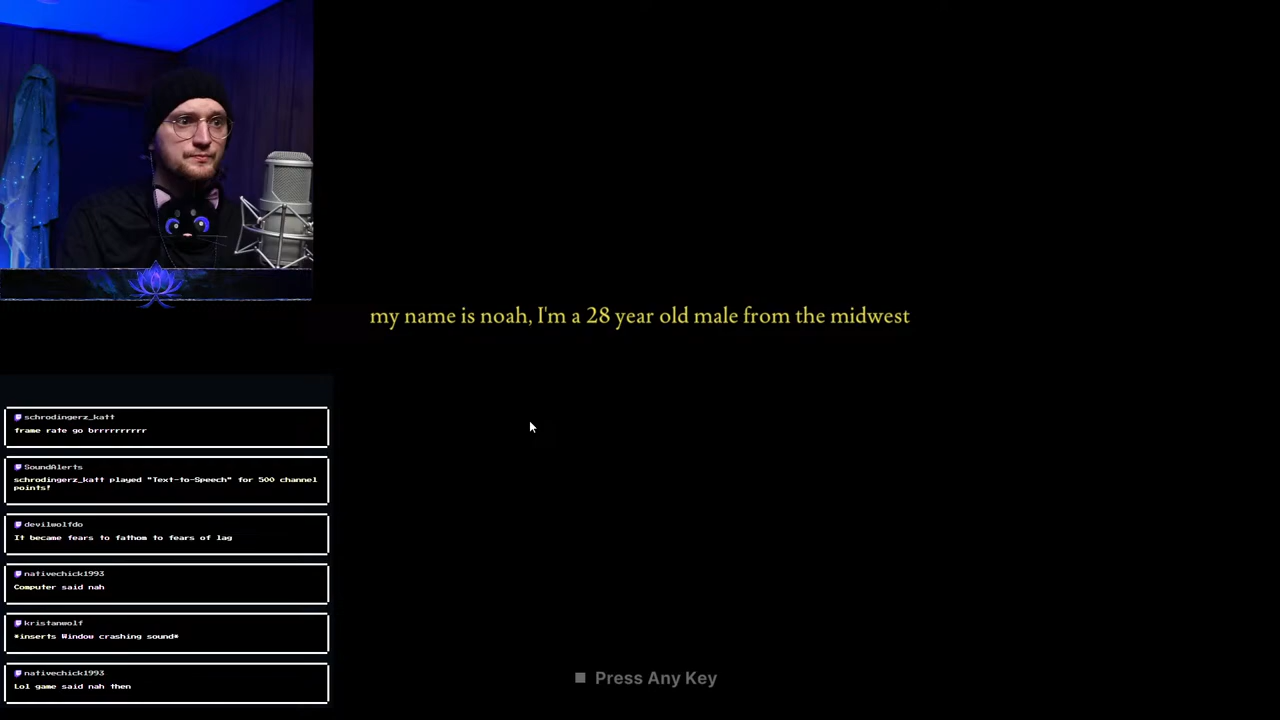 my name is noah, I'm a 28 year old male from the midwest
schrodingerz_katt
frame rate go brrrrrrrrrr
SoundAlerts
schrodingerz_katt played "Text-to-Speech" for 500 channel
points!
devilwolfdo
It became fears to fathom to fears of lag
nativechick1993
Computer said nah
kristanwolf
*inserts Window crashing sound*
nativechick1993
Lol game said nah then
Press Any Key